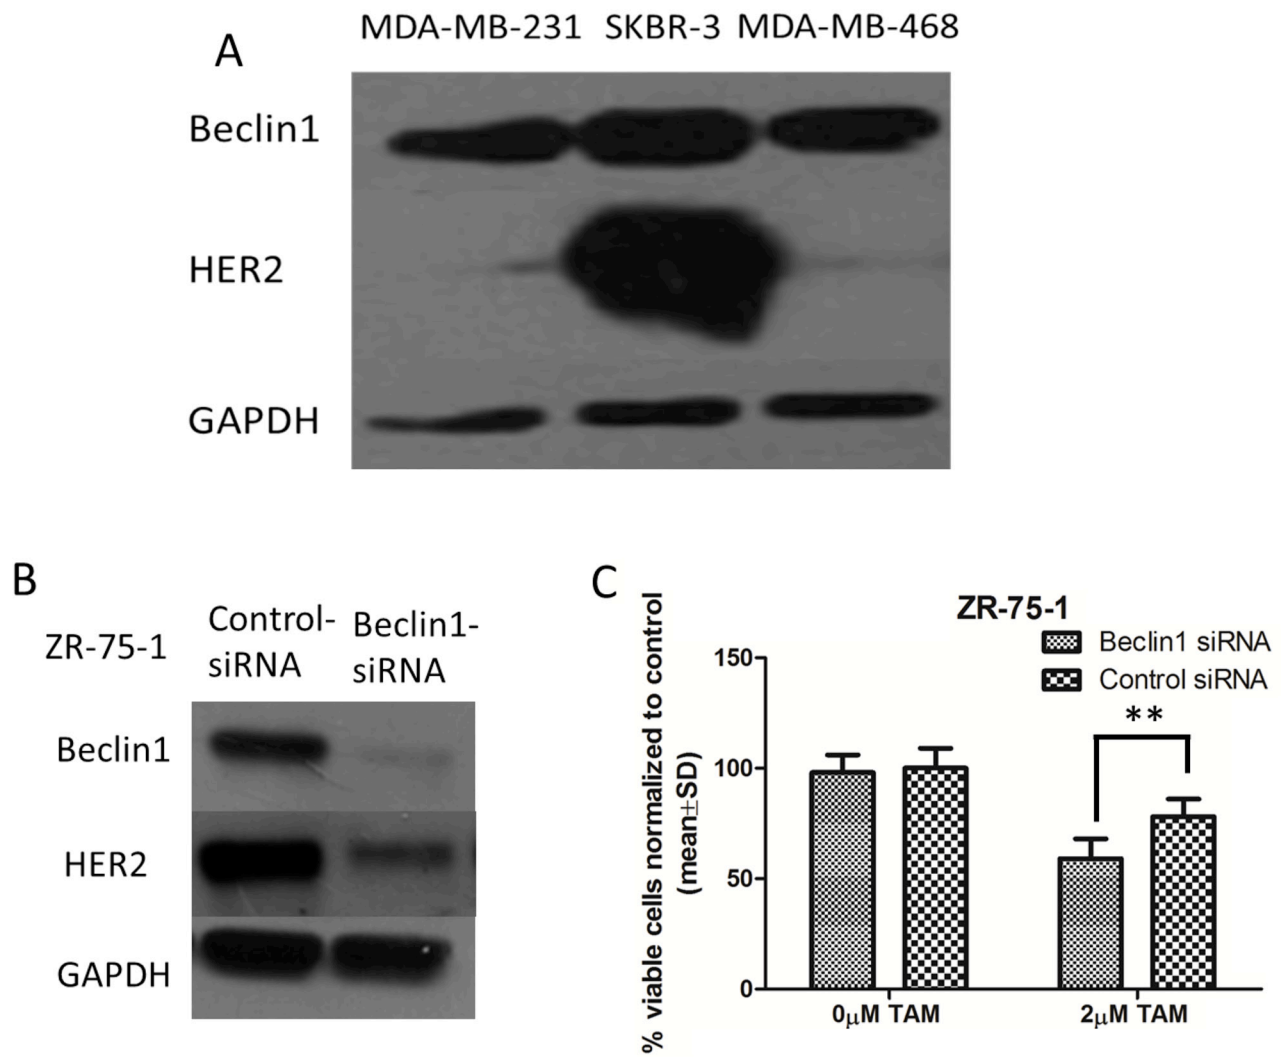 A
MDA-MB-231 SKBR-3 MDA-MB-468
Beclin1
HER2
GAPDH
B
ZR-75-1
Control-
siRNA
Beclin1-
siRNA
Beclin1
HER2
GAPDH
C
ZR-75-1
Beclin1 siRNA
Control siRNA
**
% viable cells normalized to control
(mean±SD)
150
100
50
0
0μM TAM
2μM TAM